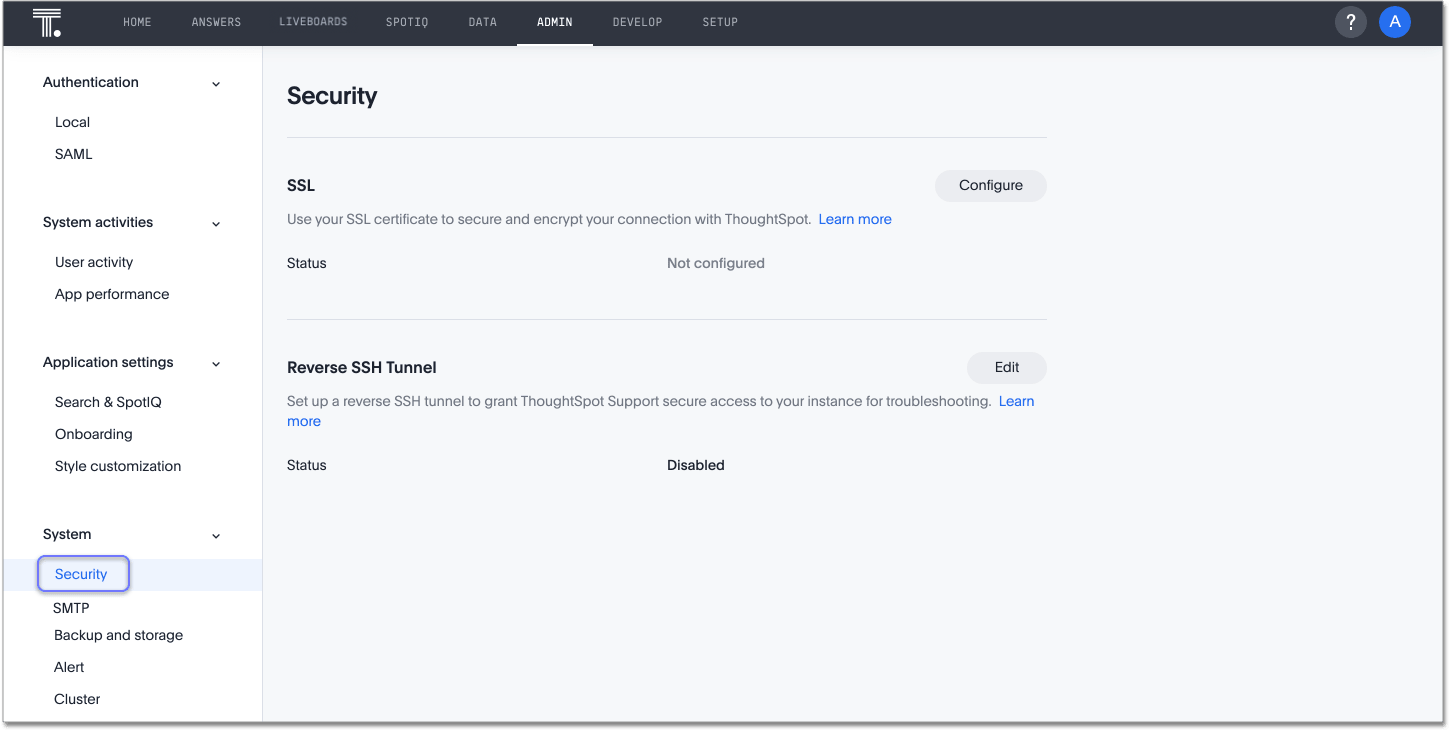 T.
HOME ANSWERS LIVEBOARDS SPOTIQ DATA ADMIN DEVELOP SETUP ? A
Authentication
Local
SAML
System activities
User activity
App performance
Application settings
Search & SpotIQ
Onboarding
Style customization
System
Security
SMTP
Backup and storage
Alert
Cluster
Security
SSL Configure
Use your SSL certificate to secure and encrypt your connection with ThoughtSpot. Learn more
Status Not configured
Reverse SSH Tunnel Edit
Set up a reverse SSH tunnel to grant ThoughtSpot Support secure access to your instance for troubleshooting. Learn
more
Status Disabled